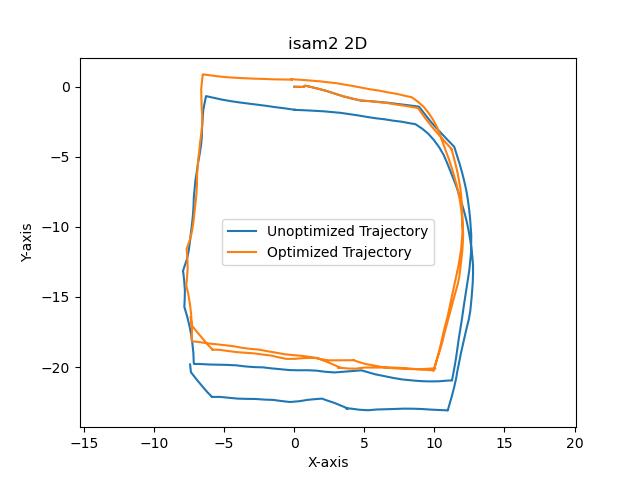 isam2 2D
Y-axis
0
−5
−10
−15
−20
Unoptimized Trajectory
Optimized Trajectory
−15 −10 −5 0 5 10 15 20
X-axis